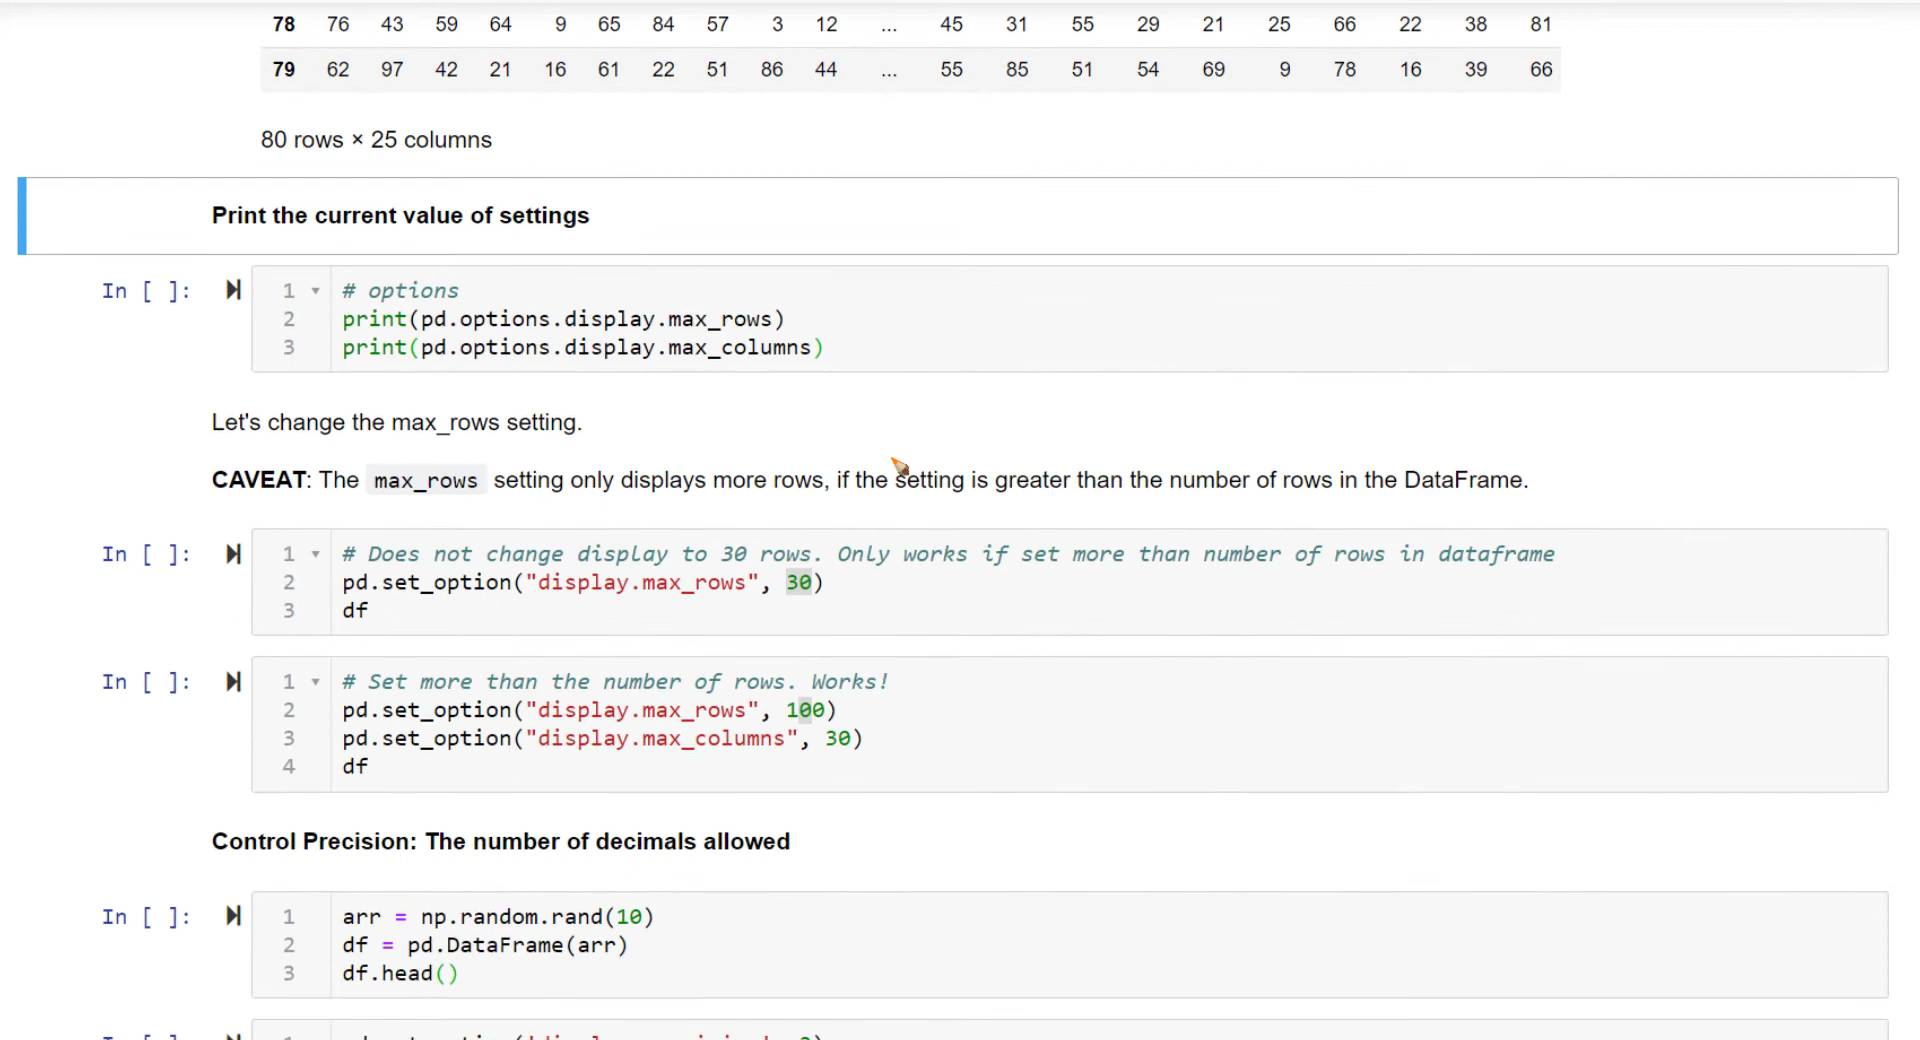 78 76 43 59 64 9 65 84 57 3 12 ... 45 31 55 29 21 25 66 22 38 81
79 62 97 42 21 16 61 22 51 86 44 ... 55 85 51 54 69 9 78 16 39 66
80 rows × 25 columns
Print the current value of settings
In [ ]:
1 # options
2 print(pd.options.display.max_rows)
3 print(pd.options.display.max_columns)
Let's change the max_rows setting.
CAVEAT: The max_rows setting only displays more rows, if the setting is greater than the number of rows in the DataFrame.
In [ ]:
1 # Does not change display to 30 rows. Only works if set more than number of rows in dataframe
2 pd.set_option("display.max_rows", 30)
3 df
In [ ]:
1 # Set more than the number of rows. Works!
2 pd.set_option("display.max_rows", 100)
3 pd.set_option("display.max_columns", 30)
4 df
Control Precision: The number of decimals allowed
In [ ]:
1 arr = np.random.rand(10)
2 df = pd.DataFrame(arr)
3 df.head()